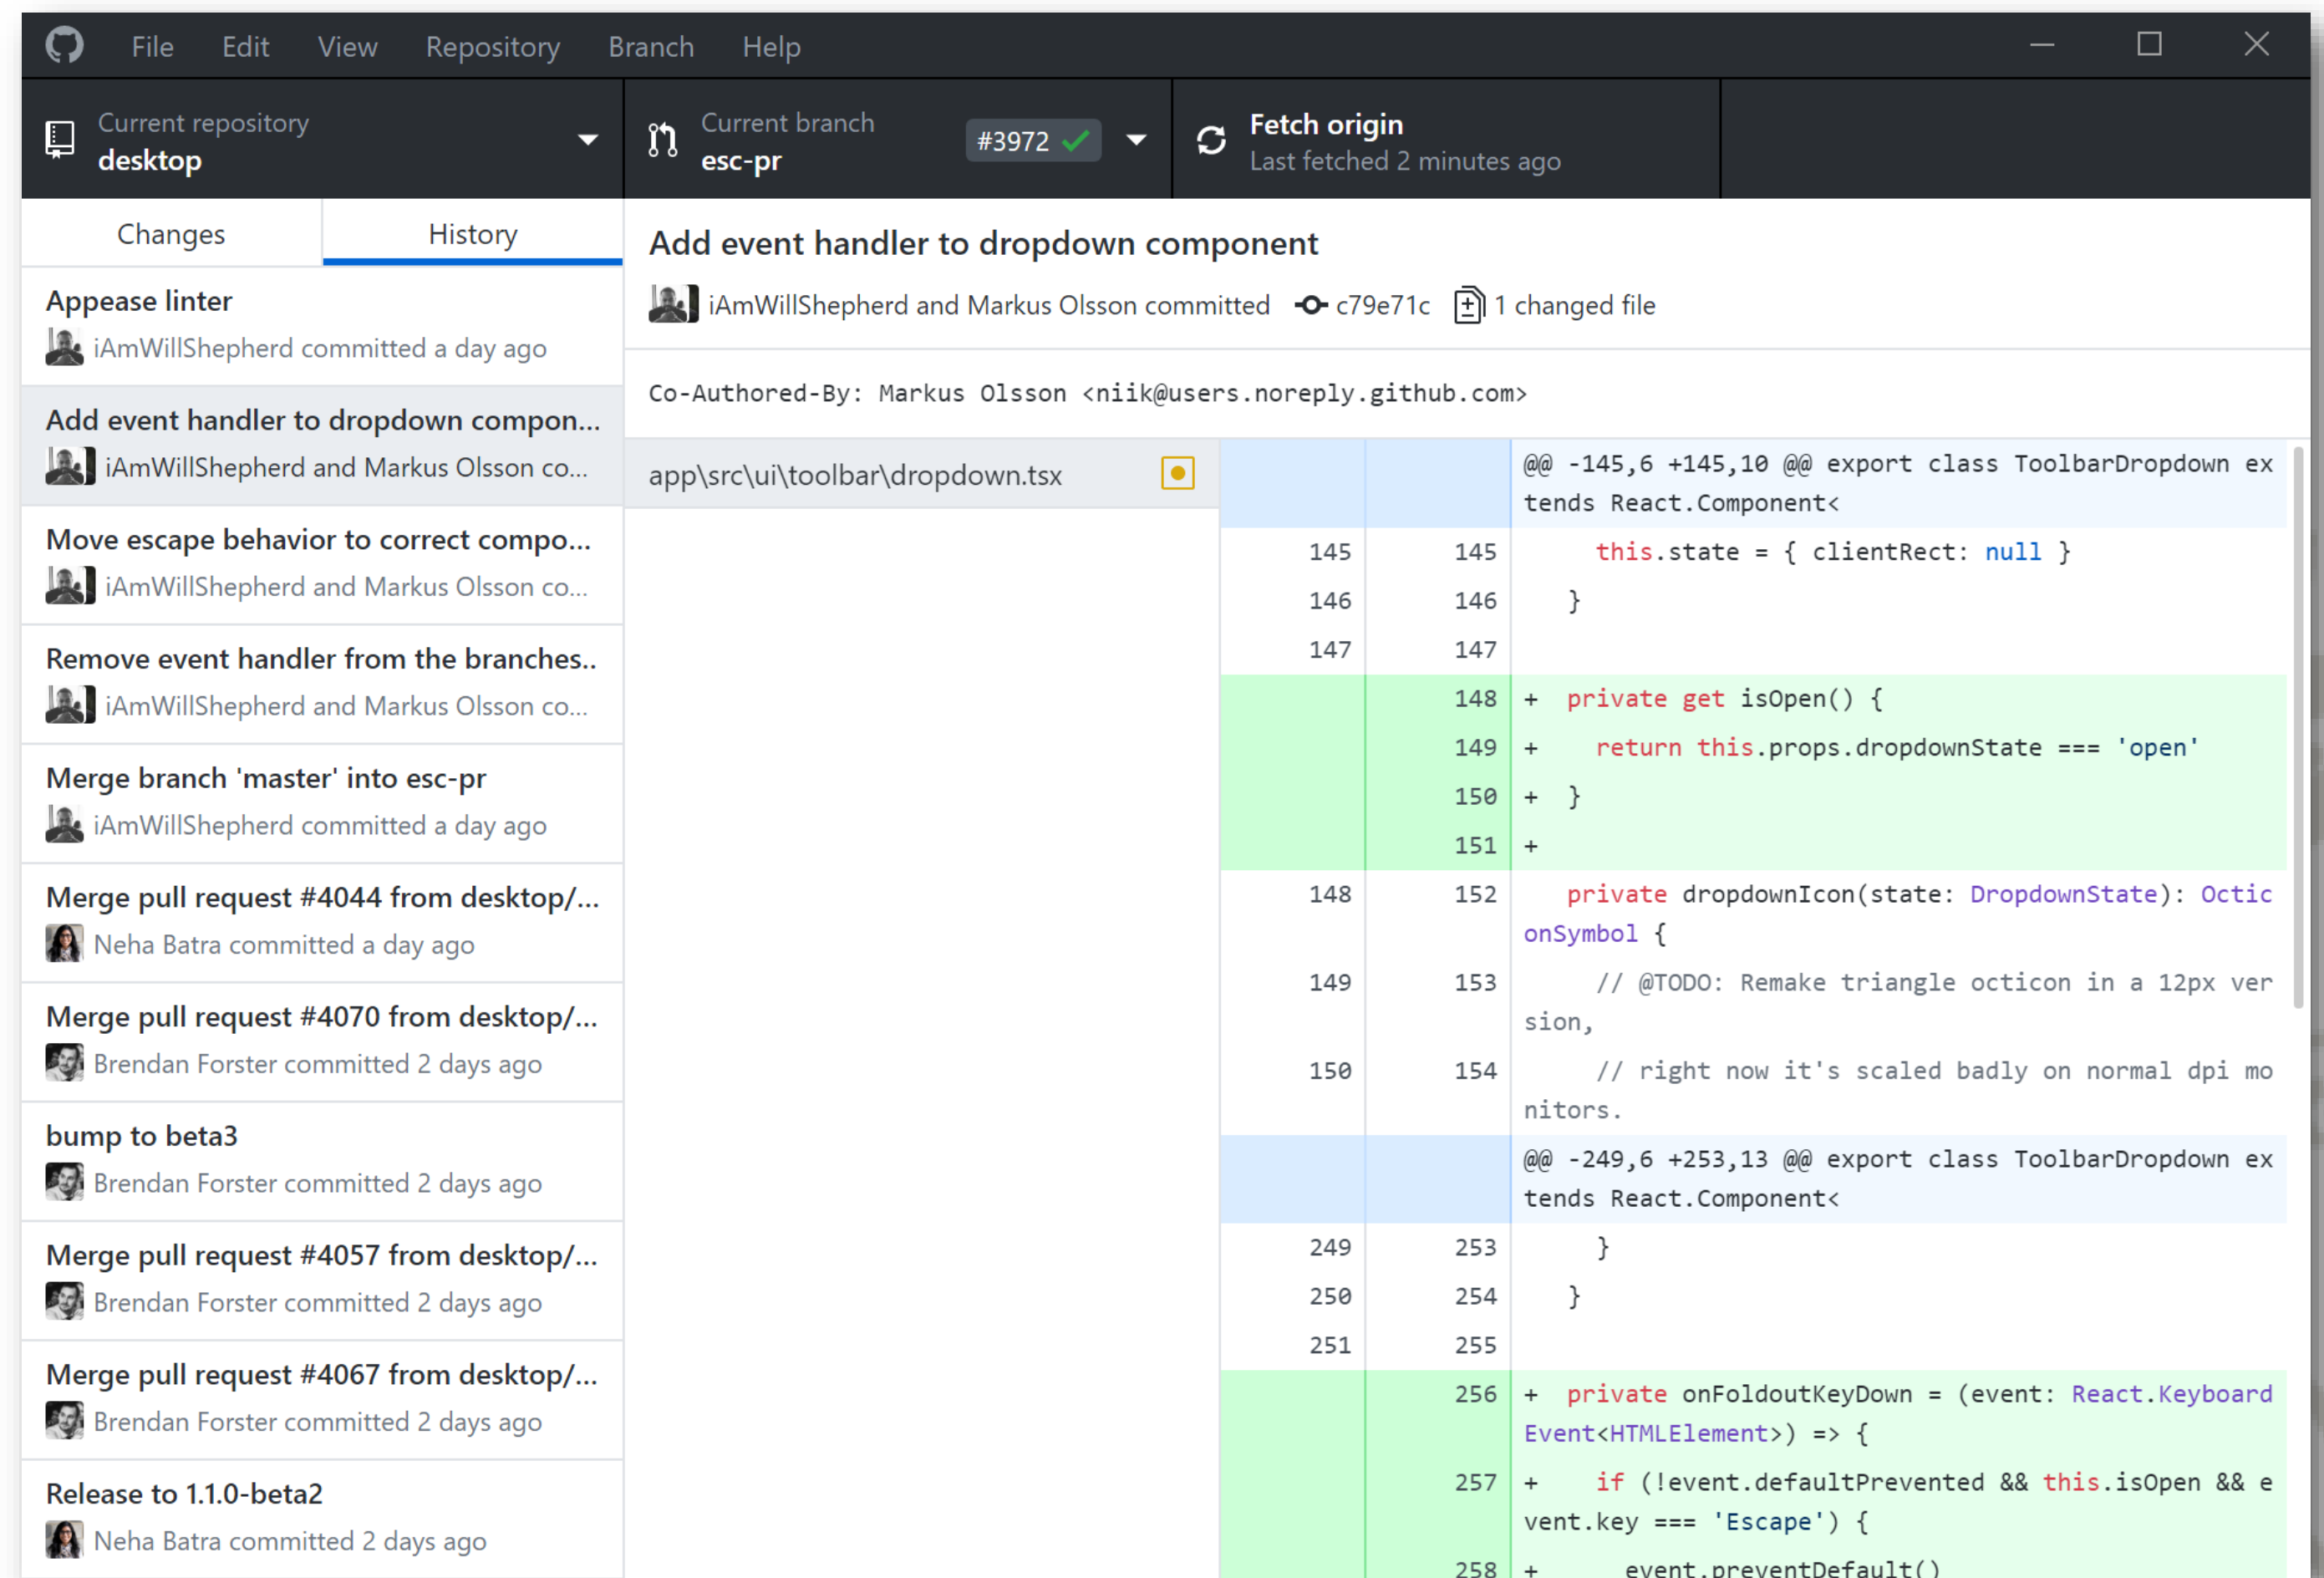 File Edit View Repository Branch Help
Current repository
desktop
Current branch
esc-pr
#3972
Fetch origin
Last fetched 2 minutes ago
Changes
History
Appease linter
iAmWillShepherd committed a day ago
Add event handler to dropdown compon...
iAmWillShepherd and Markus Olsson co...
Move escape behavior to correct compo...
iAmWillShepherd and Markus Olsson co...
Remove event handler from the branches..
iAmWillShepherd and Markus Olsson co...
Merge branch 'master' into esc-pr
iAmWillShepherd committed a day ago
Merge pull request #4044 from desktop/...
Neha Batra committed a day ago
Merge pull request #4070 from desktop/...
Brendan Forster committed 2 days ago
bump to beta3
Brendan Forster committed 2 days ago
Merge pull request #4057 from desktop/...
Brendan Forster committed 2 days ago
Merge pull request #4067 from desktop/...
Brendan Forster committed 2 days ago
Release to 1.1.0-beta2
Neha Batra committed 2 days ago
Add event handler to dropdown component
iAmWillShepherd and Markus Olsson committed c79e71c 1 changed file
Co-Authored-By: Markus Olsson <niik@users.noreply.github.com>
app\src\ui\toolbar\dropdown.tsx
@@ -145,6 +145,10 @@ export class ToolbarDropdown ex
tends React.Component<
145 145 this.state = { clientRect: null }
146 146 }
147 147
148 + private get isOpen() {
149 + return this.props.dropdownState === 'open'
150 + }
151 +
148 152 private dropdownIcon(state: DropdownState): Octic
onSymbol {
149 153 // @TODO: Remake triangle octicon in a 12px ver
sion,
150 154 // right now it's scaled badly on normal dpi mo
nitors.
@@ -249,6 +253,13 @@ export class ToolbarDropdown ex
tends React.Component<
249 253 }
250 254 }
251 255
256 + private onFoldoutKeyDown = (event: React.Keyboard
Event<HTMLElement>) => {
257 + if (!event.defaultPrevented && this.isOpen && e
vent.key === 'Escape') {
258 + event.preventDefault()